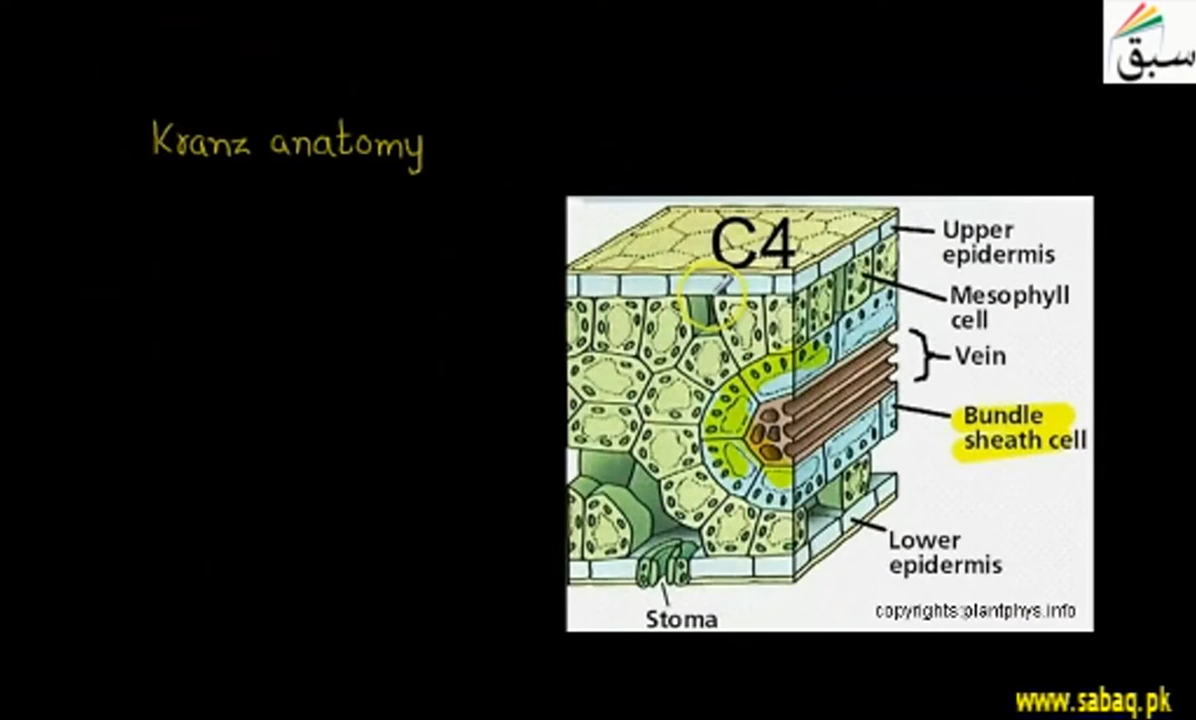 سبق
Kranz anatomy
C4
Upper
epidermis
Mesophyll
cell
Vein
Bundle
sheath cell
Lower
epidermis
Stoma
copyrights:plantphys.info
www.sabaq.pk